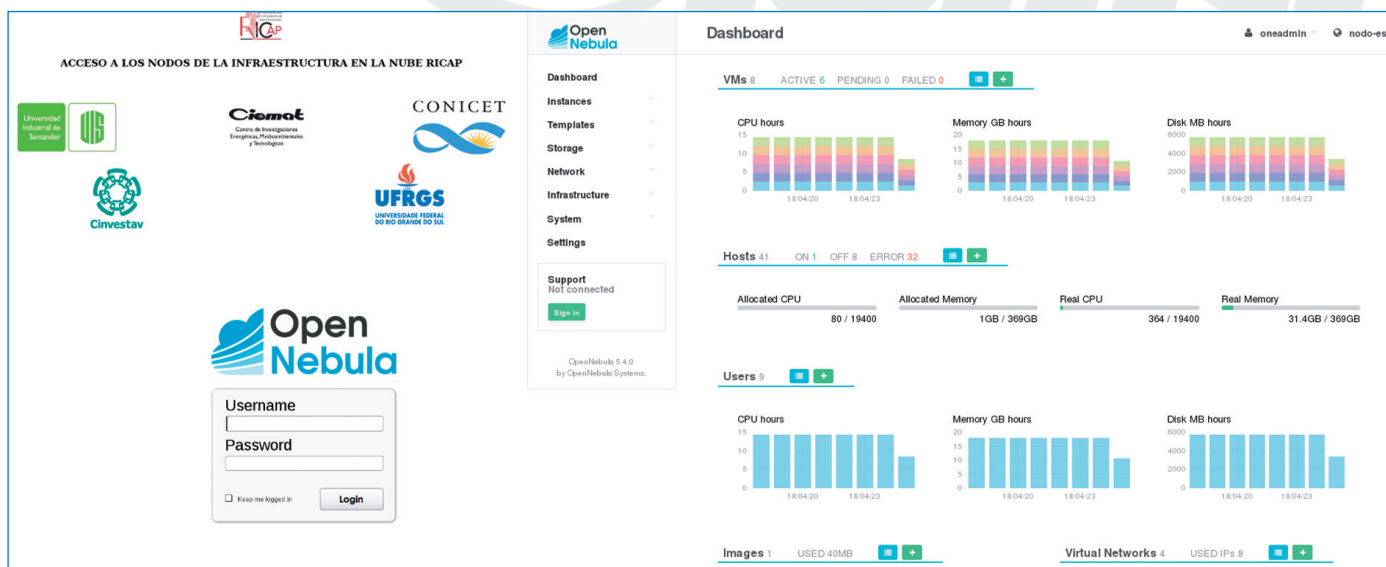 RICAP
ACCESO A LOS NODOS DE LA INFRAESTRUCTURA EN LA NUBE RICAP
Universidad
Industrial de
Santander
UIS
Ciemat
Centro de Investigaciones
Energéticas, Medioambientales
y Tecnológicas
CONICET
Cinvestav
UFRGS
UNIVERSIDADE FEDERAL
DO RIO GRANDE DO SUL
Open
Nebula
Username
Password
Keep me logged in
Login
Open
Nebula
Dashboard
Instances
Templates
Storage
Network
Infrastructure
System
Settings
Support
Not connected
Sign in
OpenNebula 5.4.0
by OpenNebula Systems.
Dashboard
oneadmin
nodo-es
VMs 8 ACTIVE 6 PENDING 0 FAILED 0
CPU hours
15
10
5
0
18/04/20 18/04/23
Memory GB hours
20
15
10
5
0
18/04/20 18/04/23
Disk MB hours
6000
4000
2000
0
18/04/20 18/04/23
Hosts 41 ON 1 OFF 8 ERROR 32
Allocated CPU
80 / 19400
Allocated Memory
1GB / 369GB
Real CPU
364 / 19400
Real Memory
31.4GB / 369GB
Users 9
CPU hours
15
10
5
0
18/04/20 18/04/23
Memory GB hours
20
15
10
5
0
18/04/20 18/04/23
Disk MB hours
6000
4000
2000
0
18/04/20 18/04/23
Images 1 USED 40MB
Virtual Networks 4 USED IPs 8